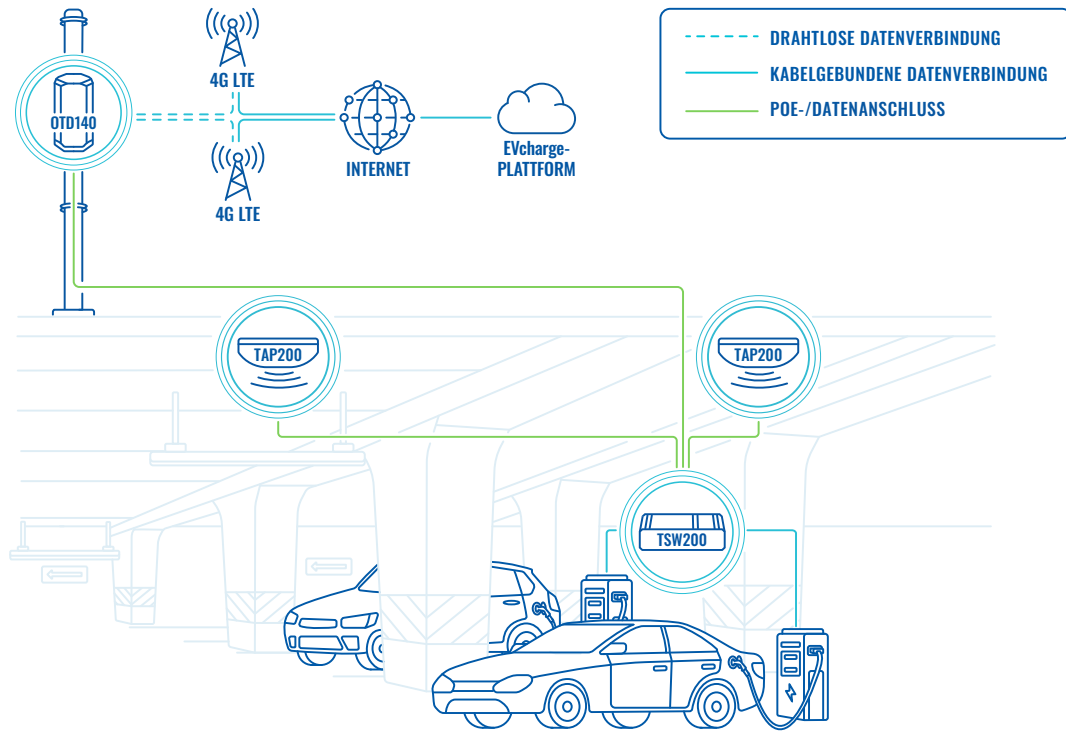 4G LTE
OTD140
4G LTE
INTERNET
EVcharge-
PLATTFORM
DRAHTLOSE DATENVERBINDUNG
KABELGEBUNDENE DATENVERBINDUNG
POE-/DATENANSCHLUSS
TAP200
TAP200
TSW200